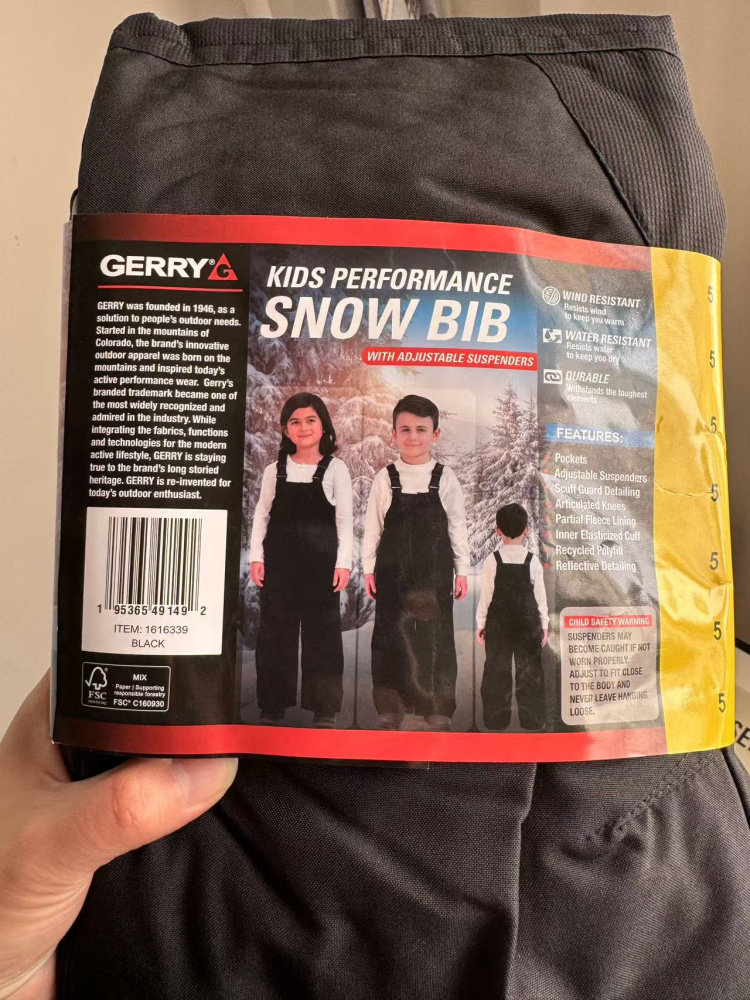 GERRY® G
GERRY was founded in 1946, as a
solution to people's outdoor needs.
Started in the mountains of
Colorado, the brand's innovative
outdoor apparel was born on the
mountains and inspired today's
active performance wear. Gerry's
branded trademark became one of
the most widely recognized and
admired in the industry. While
integrating the fabrics, functions
and technologies for the modern
active lifestyle, GERRY is staying
true to the brand's long storied
heritage. GERRY is re-invented for
today's outdoor enthusiast.
1 95365 49149 2
ITEM: 1616339
BLACK
FSC
MIX
Paper | Supporting
responsible forestry
FSC® C160930
KIDS PERFORMANCE
SNOW BIB
WITH ADJUSTABLE SUSPENDERS
WIND RESISTANT
Resists wind
to keep you warm
WATER RESISTANT
Resists water
to keep you dry
DURABLE
Withstands the toughest
elements
FEATURES:
Pockets
Adjustable Suspenders
Scuff Guard Detailing
Articulated Knees
Partial Fleece Lining
Inner Elasticized Cuff
Recycled Polyfill
Reflective Detailing
CHILD SAFETY WARNING
SUSPENDERS MAY
BECOME CAUGHT IF NOT
WORN PROPERLY.
ADJUST TO FIT CLOSE
TO THE BODY AND
NEVER LEAVE HANGING
LOOSE.
5
5
5
5
5
5
5